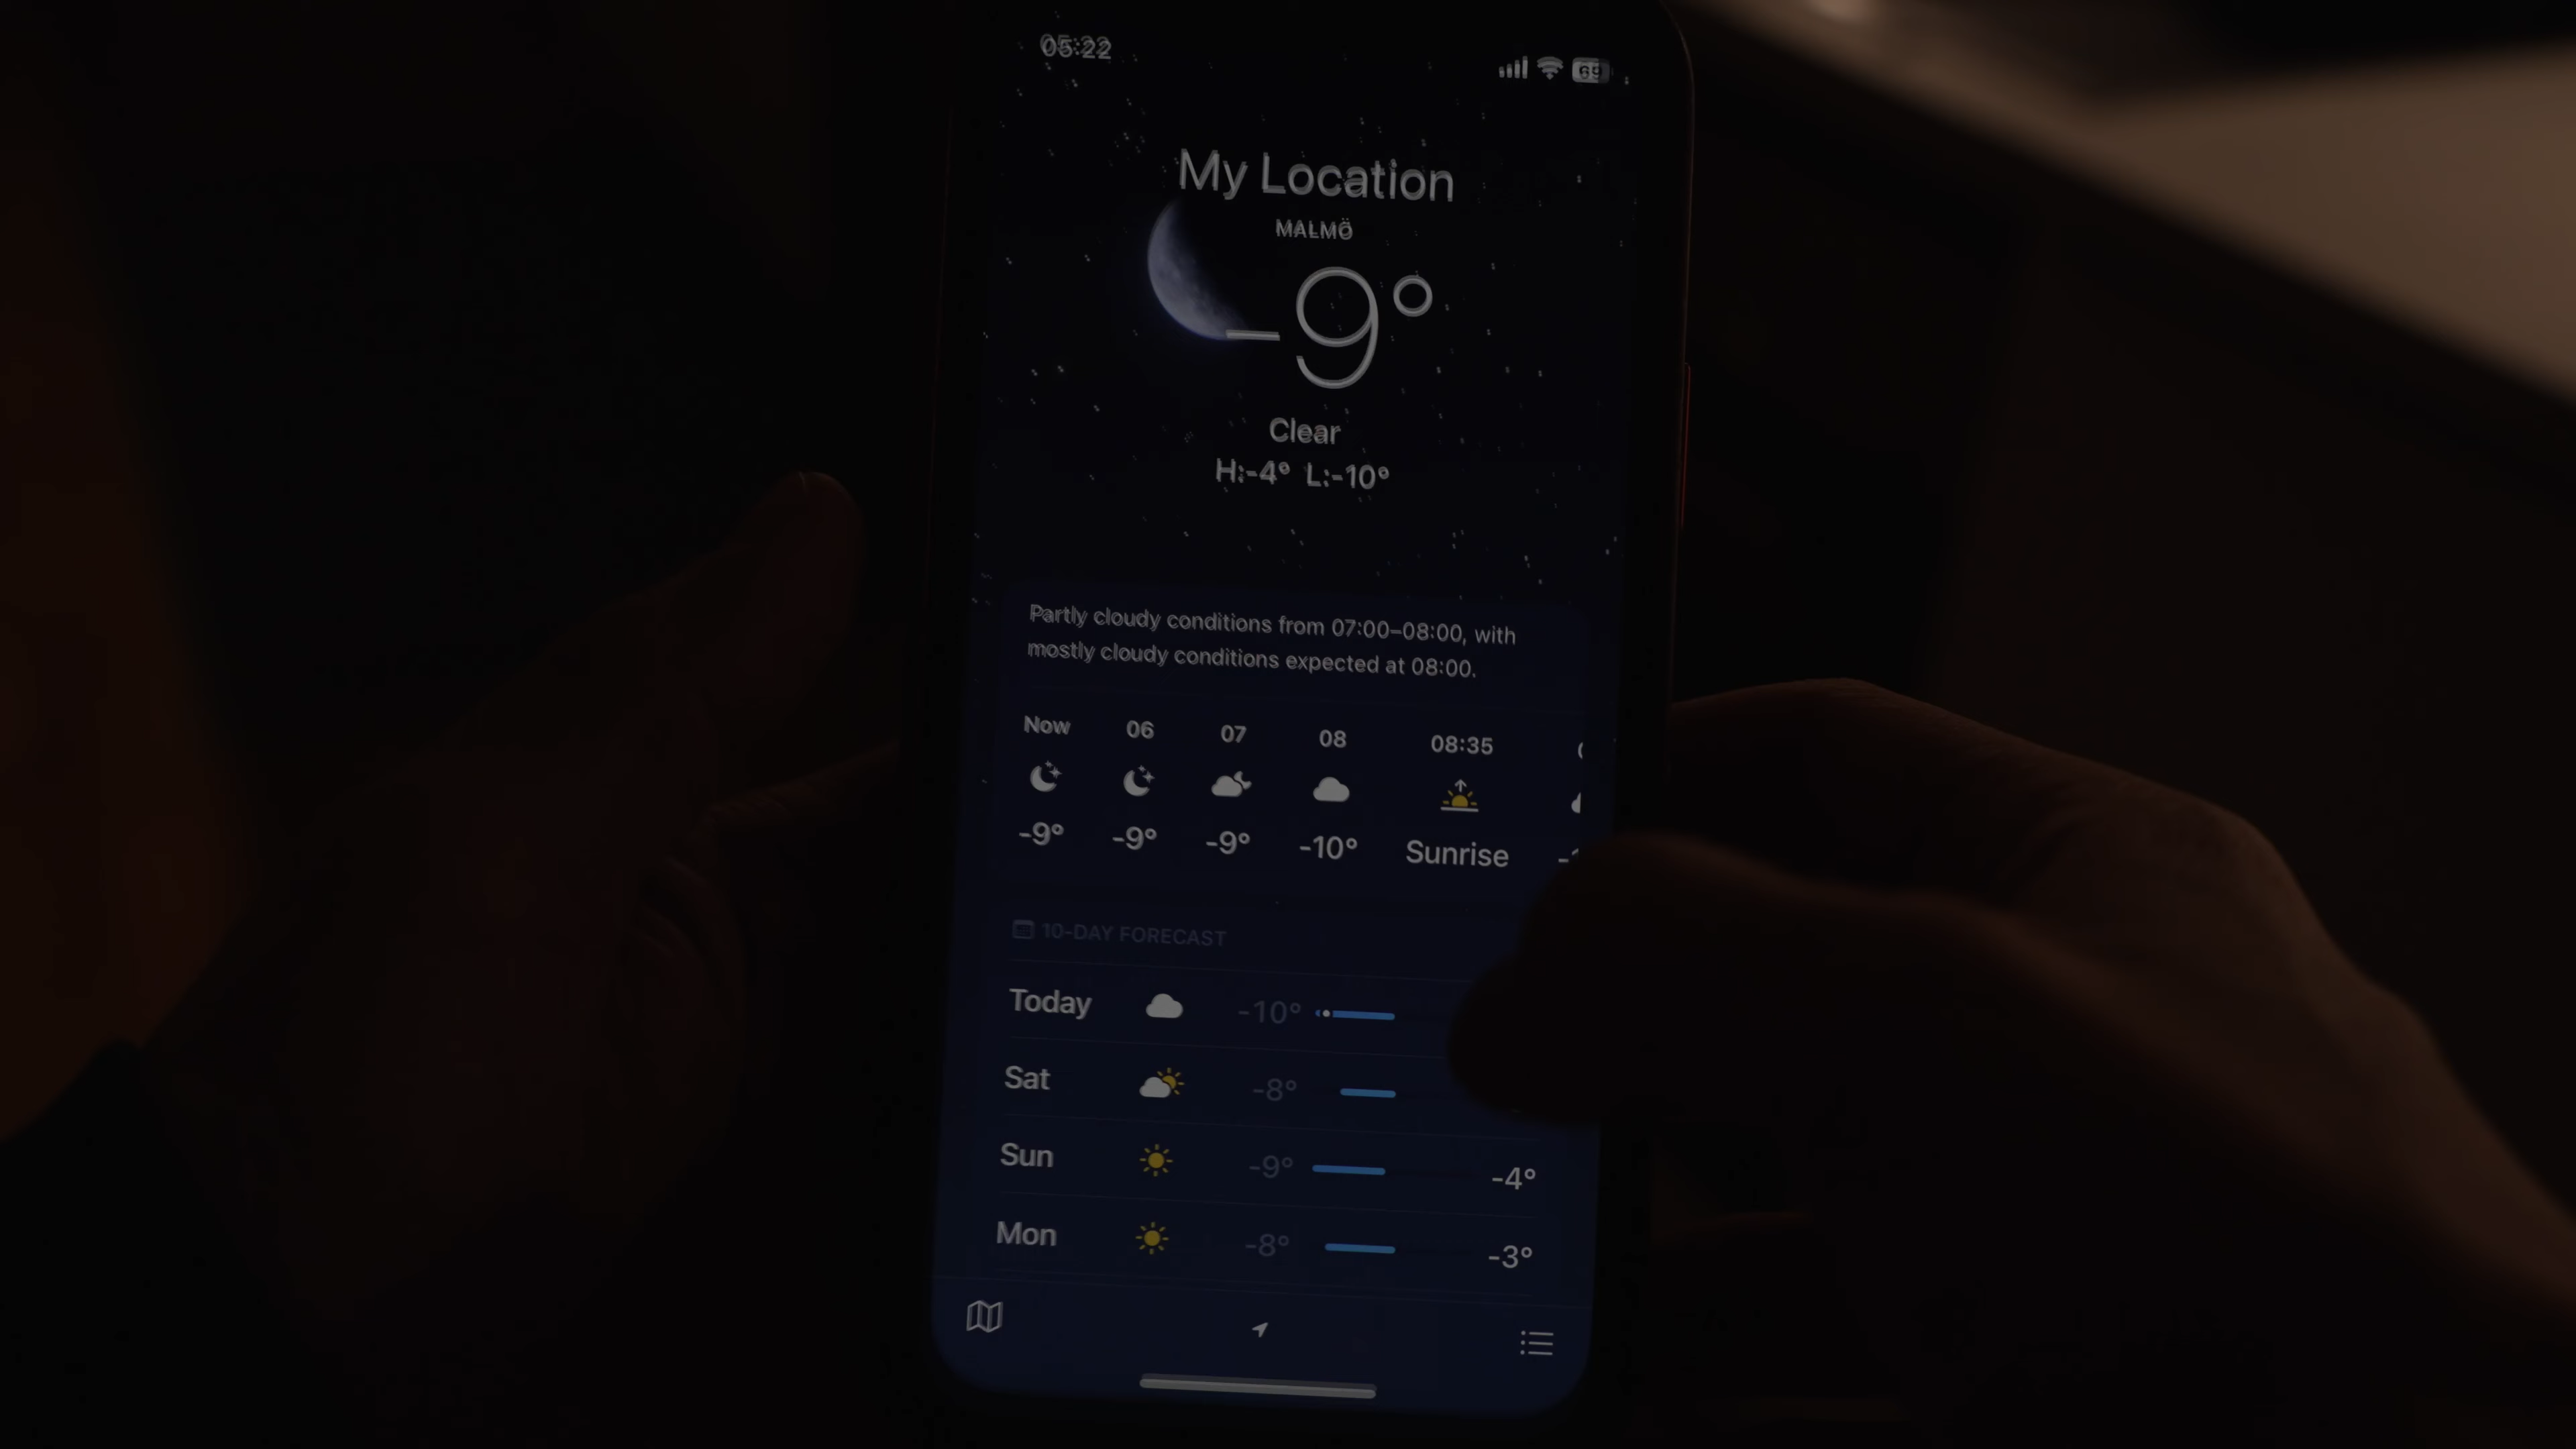 05:22
69
My Location
MALMÖ
-9°
Clear
H:-4° L:-10°
Partly cloudy conditions from 07:00–08:00, with
mostly cloudy conditions expected at 08:00.
Now 06 07 08 08:35
-9° -9° -9° -10° Sunrise
10-DAY FORECAST
Today -10°
Sat -8°
Sun -9° -4°
Mon -8° -3°